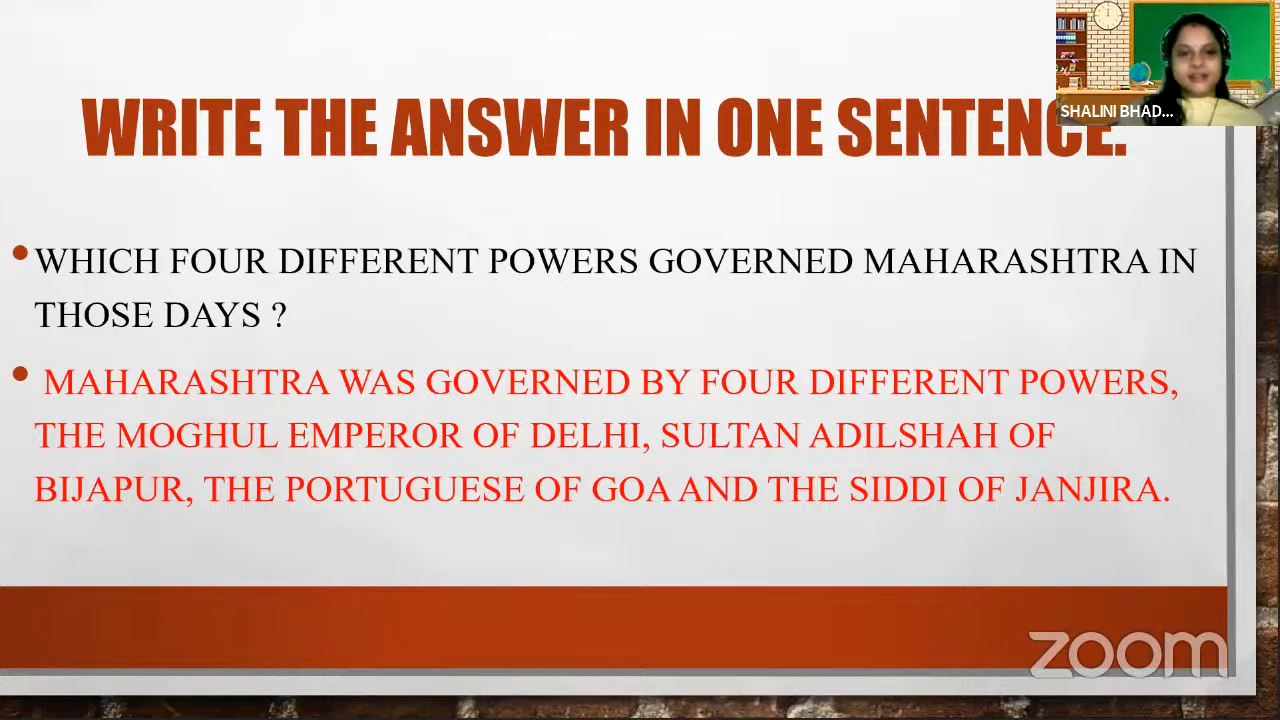 WRITE THE ANSWER IN ONE SENTENCE.
SHALINI BHAD...
•WHICH FOUR DIFFERENT POWERS GOVERNED MAHARASHTRA IN
THOSE DAYS ?
• MAHARASHTRA WAS GOVERNED BY FOUR DIFFERENT POWERS,
THE MOGHUL EMPEROR OF DELHI, SULTAN ADILSHAH OF
BIJAPUR, THE PORTUGUESE OF GOA AND THE SIDDI OF JANJIRA.
zoom